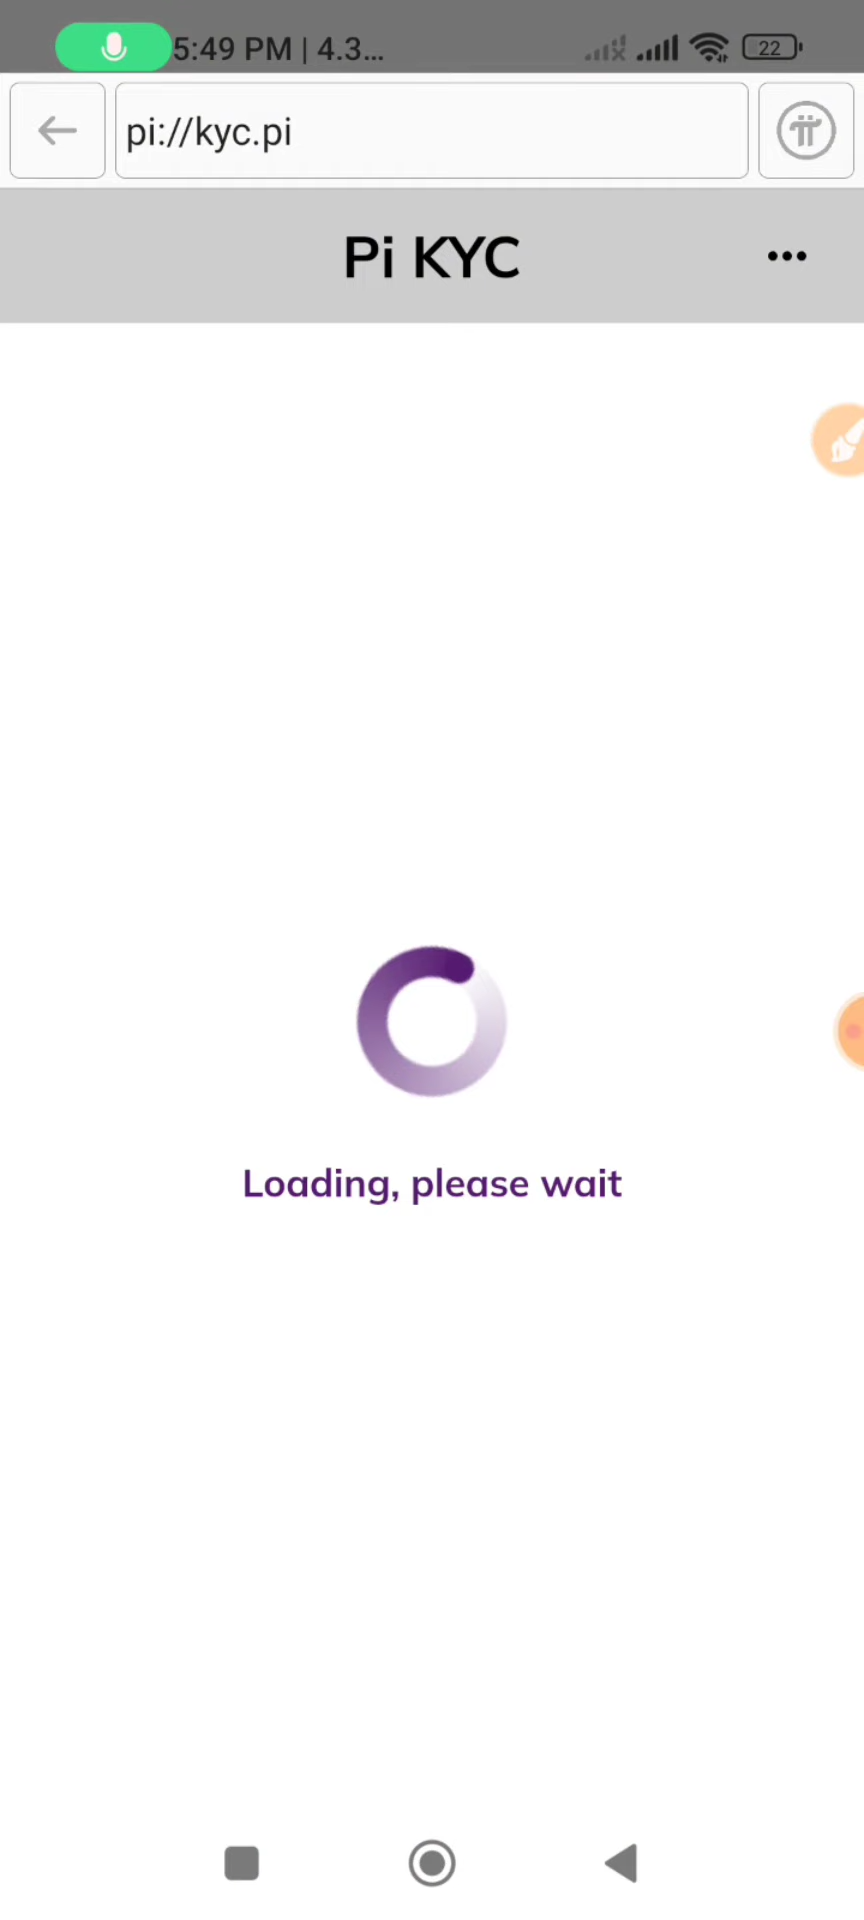 5:49 PM | 4.3...
22
pi://kyc.pi
Pi KYC
Loading, please wait